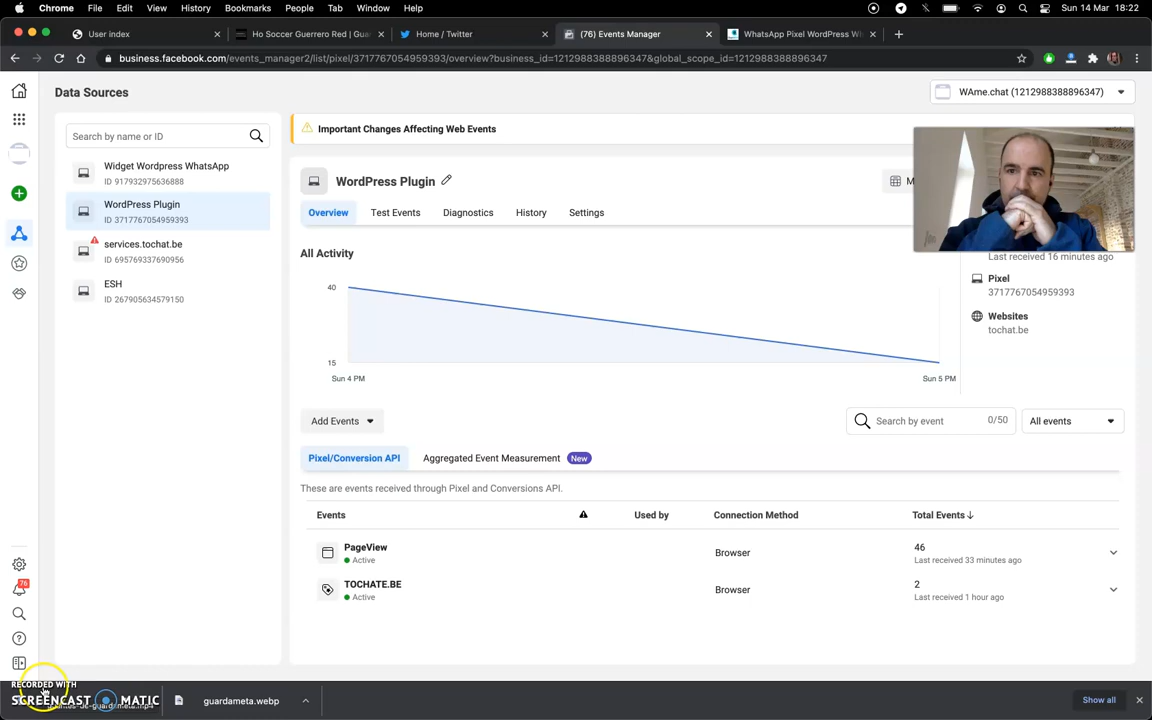 Chrome File Edit View History Bookmarks People Tab Window Help Sun 14 Mar 18:22
User index Ho Soccer Guerrero Red | Gua Home / Twitter (76) Events Manager WhatsApp Pixel WordPress Wh
business.facebook.com/events_manager2/list/pixel/3717767054959393/overview?business_id=1212988388896347&global_scope_id=1212988388896347
Data Sources
WAme.chat (1212988388896347)
Search by name or ID
Widget Wordpress WhatsApp
ID 917932975636888
WordPress Plugin
ID 3717767054959393
services.tochat.be
ID 695769337690956
ESH
ID 267905634579150
Important Changes Affecting Web Events
WordPress Plugin
M
Overview Test Events Diagnostics History Settings
All Activity
40
15
Sun 4 PM Sun 5 PM
Last received 16 minutes ago
Pixel
3717767054959393
Websites
tochat.be
Add Events
Search by event 0/50
All events
Pixel/Conversion API Aggregated Event Measurement New
These are events received through Pixel and Conversions API.
Events Used by Connection Method Total Events
PageView Browser 46
Active Last received 33 minutes ago
TOCHATE.BE Browser 2
Active Last received 1 hour ago
76
RECORDED WITH
SCREENCAST MATIC
guardameta.webp
Show all